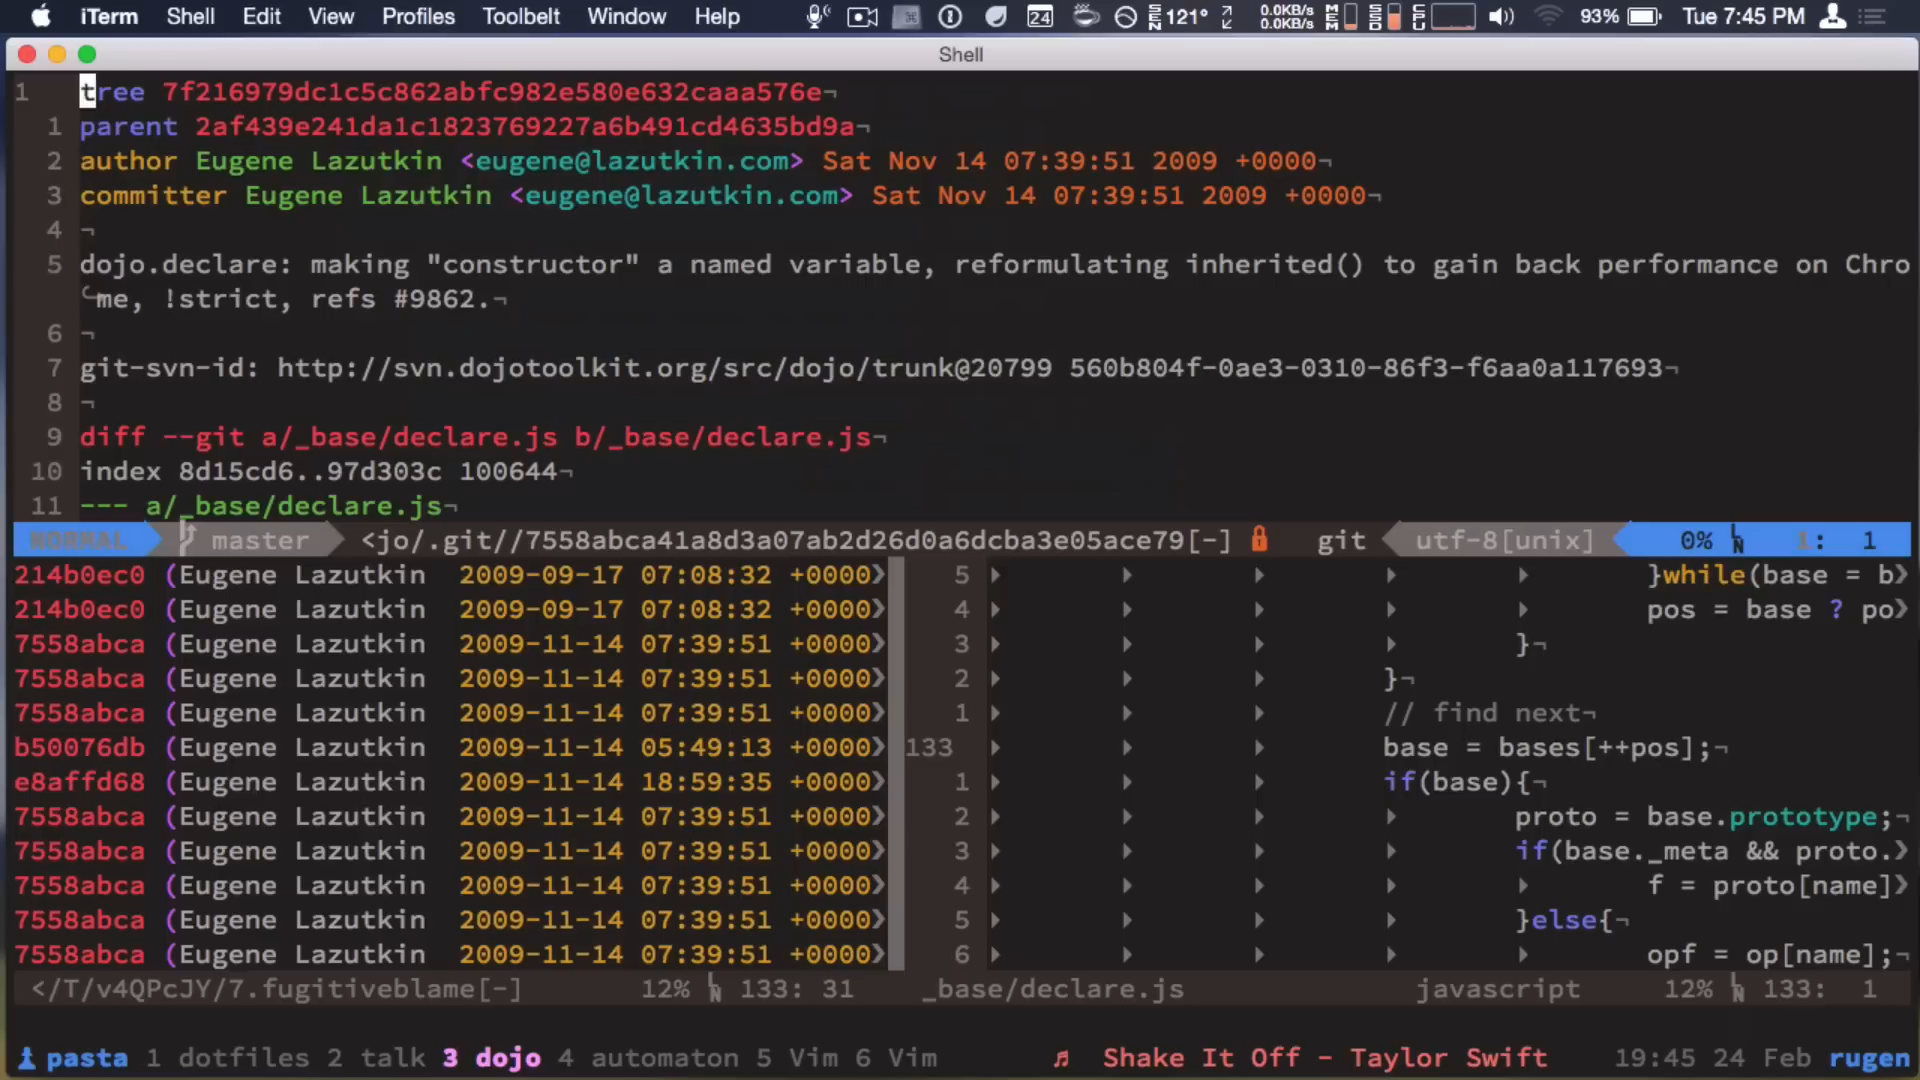 iTerm Shell Edit View Profiles Toolbelt Window Help 24 SEN 121° 0.0KB/s 0.0KB/s MEM SSD CPU 93% Tue 7:45 PM
Shell
1 tree 7f216979dc1c5c862abfc982e580e632caaa576e¬
1 parent 2af439e241da1c1823769227a6b491cd4635bd9a¬
2 author Eugene Lazutkin <eugene@lazutkin.com> Sat Nov 14 07:39:51 2009 +0000¬
3 committer Eugene Lazutkin <eugene@lazutkin.com> Sat Nov 14 07:39:51 2009 +0000¬
4 ¬
5 dojo.declare: making "constructor" a named variable, reformulating inherited() to gain back performance on Chro
me, !strict, refs #9862.¬
6 ¬
7 git-svn-id: http://svn.dojotoolkit.org/src/dojo/trunk@20799 560b804f-0ae3-0310-86f3-f6aa0a117693¬
8 ¬
9 diff --git a/_base/declare.js b/_base/declare.js¬
10 index 8d15cd6..97d303c 100644¬
11 --- a/_base/declare.js¬
NORMAL master <jo/.git//7558abca41a8d3a07ab2d26d0a6dcba3e05ace79[-] git utf-8[unix] 0% LN 1: 1
214b0ec0 (Eugene Lazutkin 2009-09-17 07:08:32 +0000❯ 5 }while(base = b❯
214b0ec0 (Eugene Lazutkin 2009-09-17 07:08:32 +0000❯ 4 pos = base ? po❯
7558abca (Eugene Lazutkin 2009-11-14 07:39:51 +0000❯ 3 }¬
7558abca (Eugene Lazutkin 2009-11-14 07:39:51 +0000❯ 2 }¬
7558abca (Eugene Lazutkin 2009-11-14 07:39:51 +0000❯ 1 // find next¬
b50076db (Eugene Lazutkin 2009-11-14 05:49:13 +0000❯ 133 base = bases[++pos];¬
e8affd68 (Eugene Lazutkin 2009-11-14 18:59:35 +0000❯ 1 if(base){¬
7558abca (Eugene Lazutkin 2009-11-14 07:39:51 +0000❯ 2 proto = base.prototype;¬
7558abca (Eugene Lazutkin 2009-11-14 07:39:51 +0000❯ 3 if(base._meta && proto.❯
7558abca (Eugene Lazutkin 2009-11-14 07:39:51 +0000❯ 4 f = proto[name]❯
7558abca (Eugene Lazutkin 2009-11-14 07:39:51 +0000❯ 5 }else{¬
7558abca (Eugene Lazutkin 2009-11-14 07:39:51 +0000❯ 6 opf = op[name];¬
</T/v4QPcJY/7.fugitiveblame[-] 12% LN 133: 31 _base/declare.js javascript 12% LN 133: 1
pasta 1 dotfiles 2 talk 3 dojo 4 automaton 5 Vim 6 Vim ♬ Shake It Off - Taylor Swift 19:45 24 Feb rugen